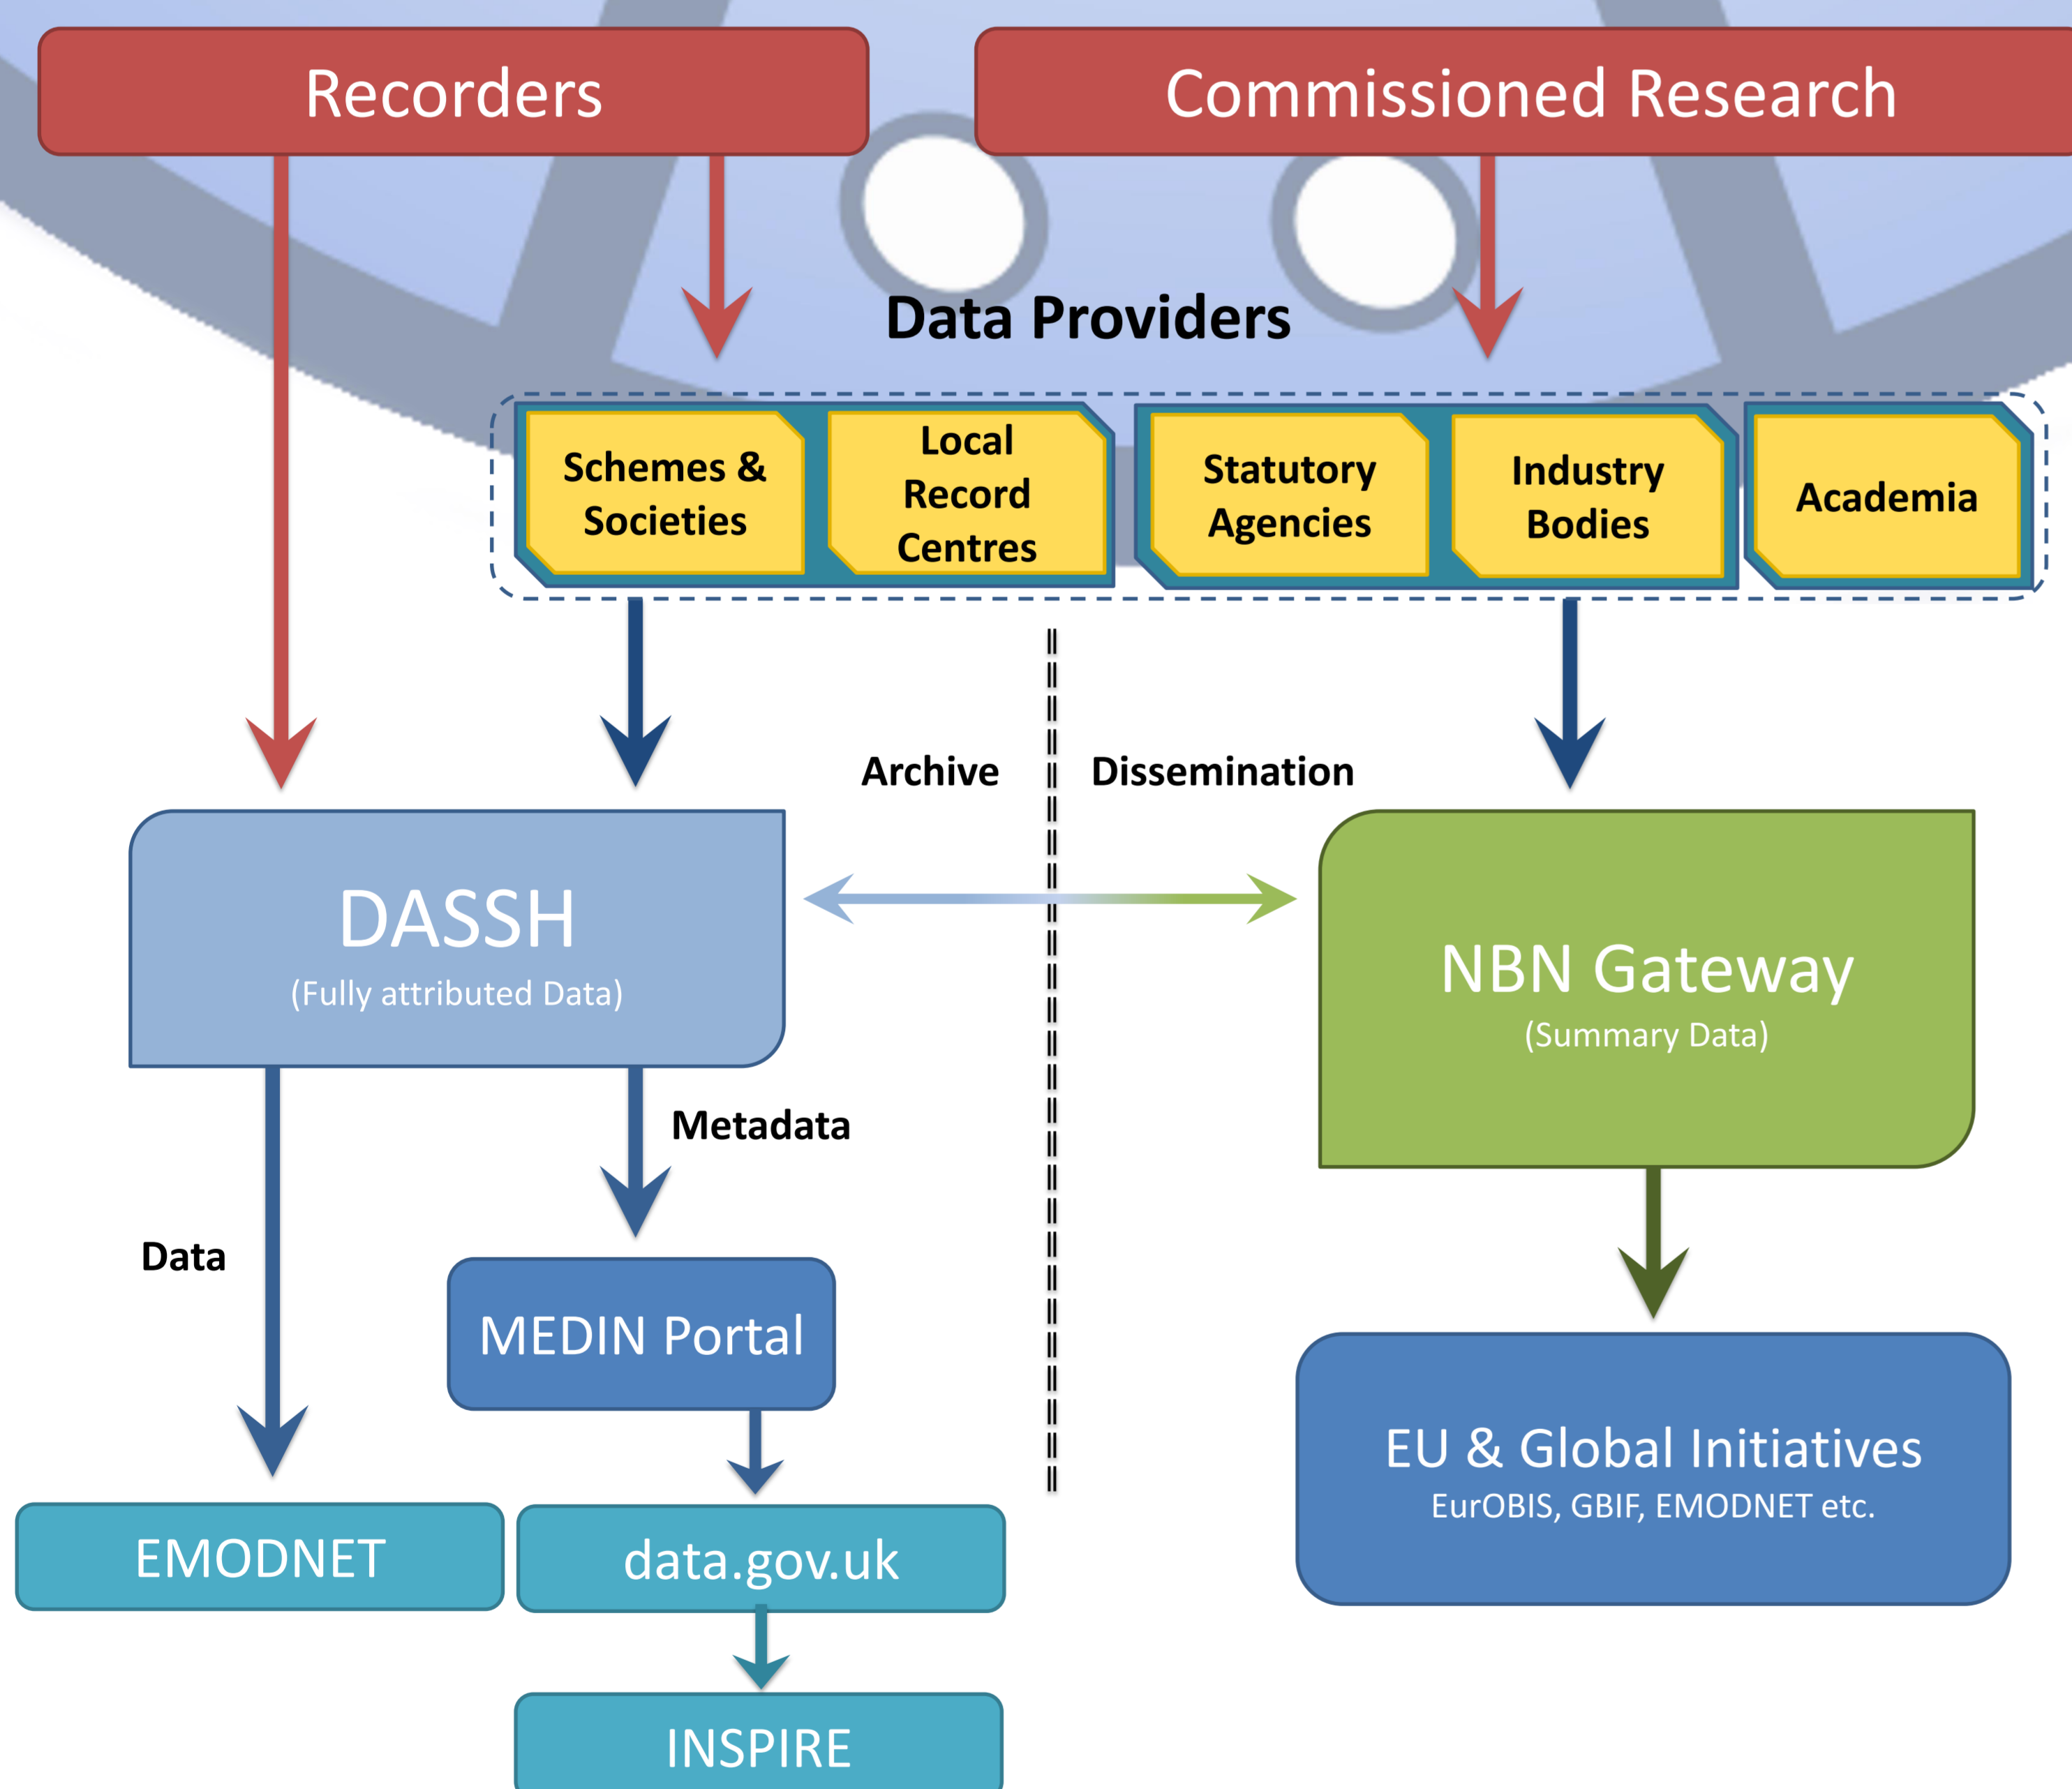 Recorders
Commissioned Research
Data Providers
Schemes &
Societies
Local
Record
Centres
Statutory
Agencies
Industry
Bodies
Academia
Archive
Dissemination
DASSH
(Fully attributed Data)
NBN Gateway
(Summary Data)
Metadata
Data
MEDIN Portal
EU & Global Initiatives
EurOBIS, GBIF, EMODNET etc.
EMODNET
data.gov.uk
INSPIRE